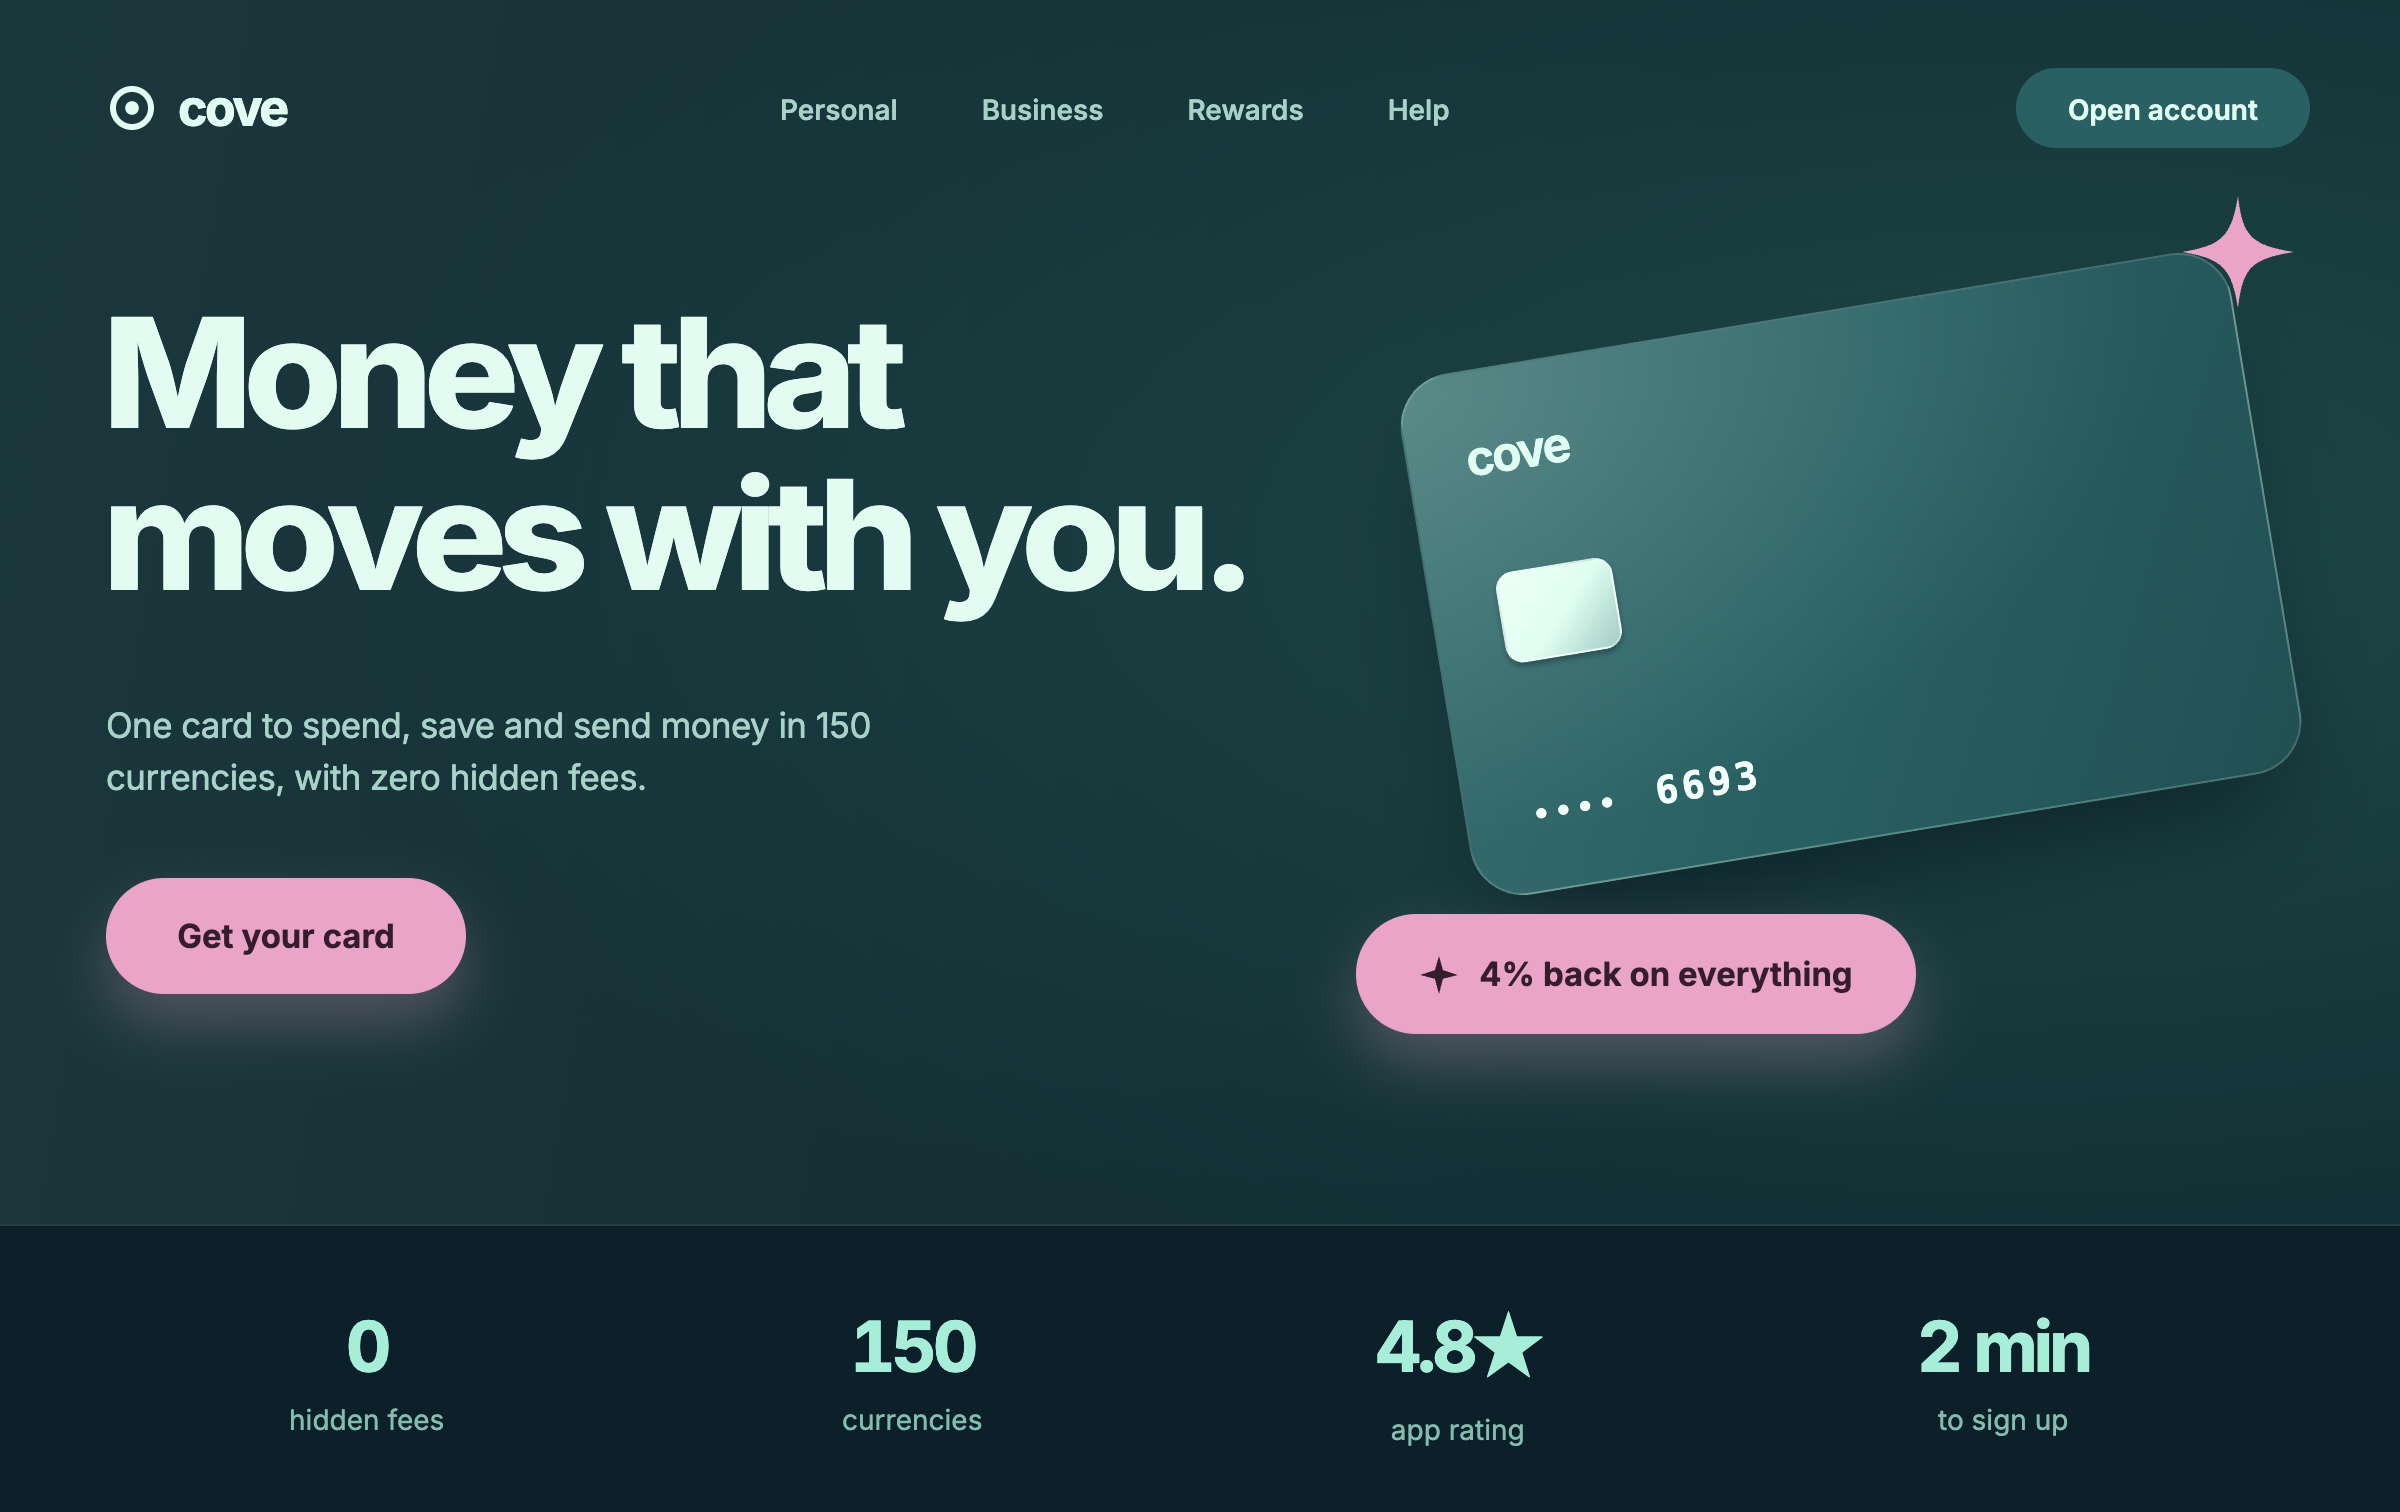 cove
Personal
Business
Rewards
Help
Open account
Money that
moves with you.
One card to spend, save and send money in 150
currencies, with zero hidden fees.
Get your card
cove
•••• 6693
4% back on everything
0
hidden fees
150
currencies
4.8★
app rating
2 min
to sign up